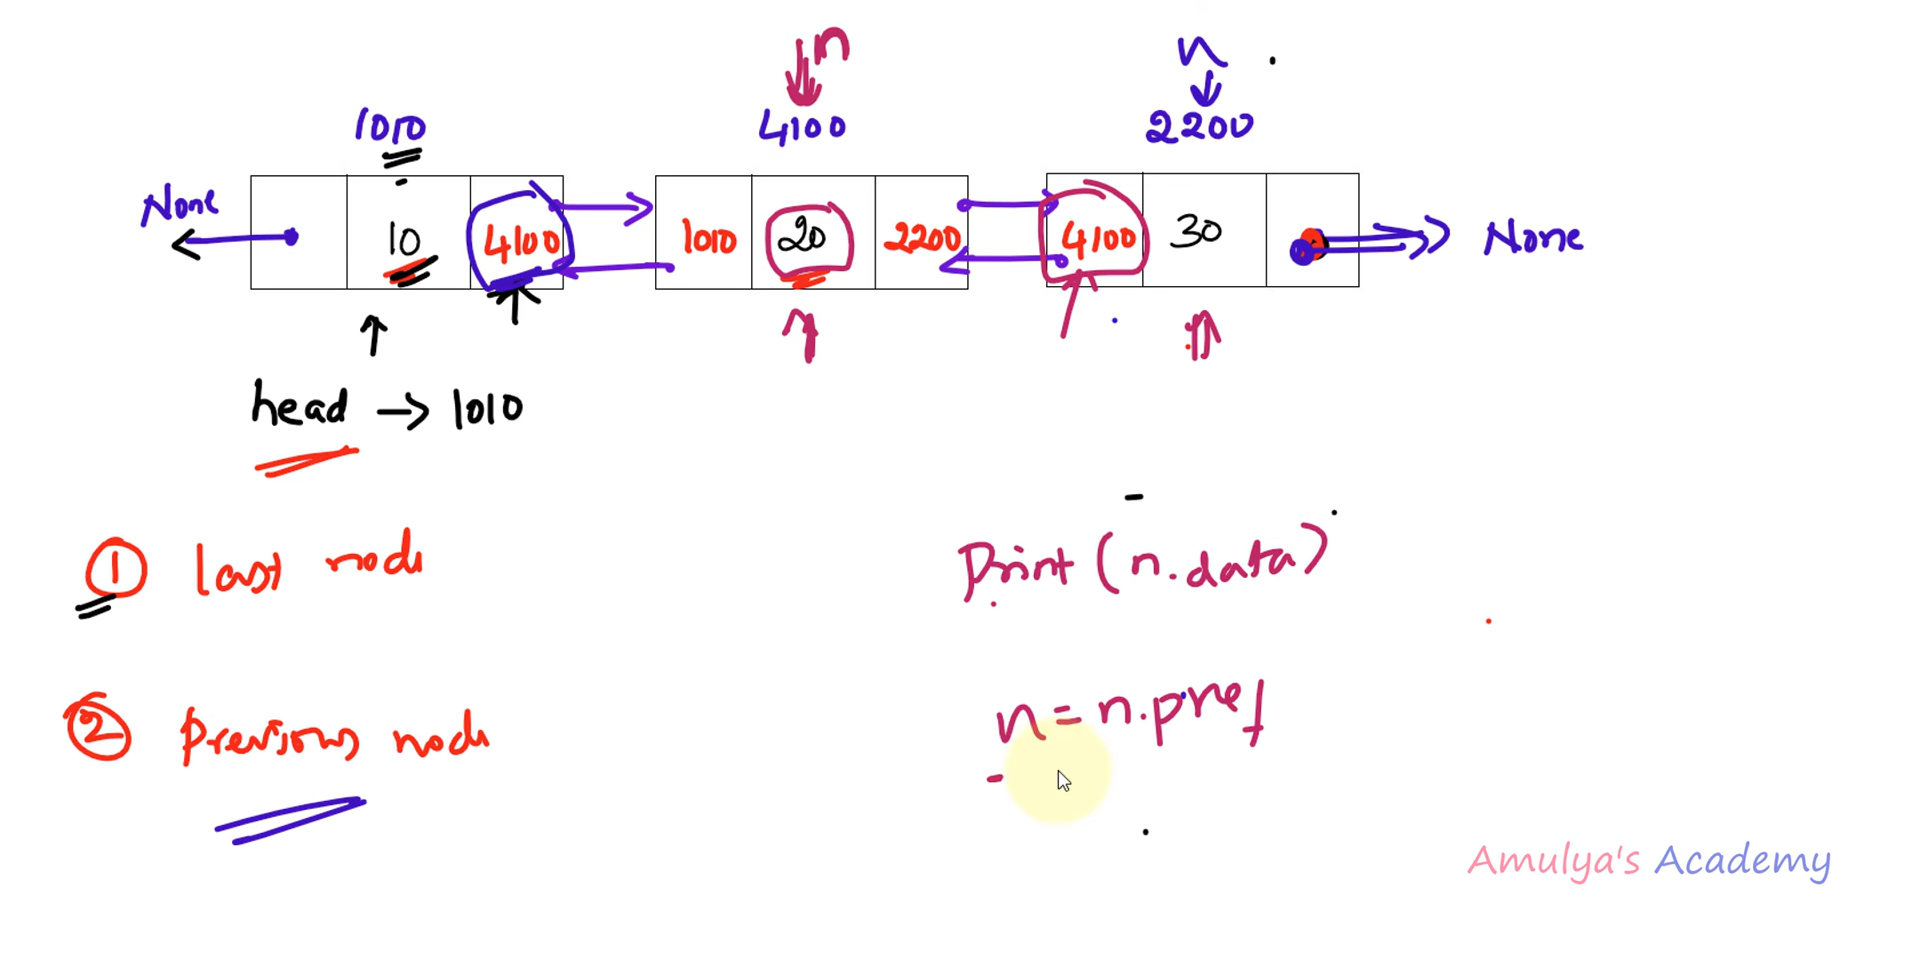 n
n
1010
4100
2200
None
10
4100
1010
20
2200
4100
30
None
head → 1010
1 last node
Print (n.data)
2 Previous node
n = n.pref
Amulya's Academy